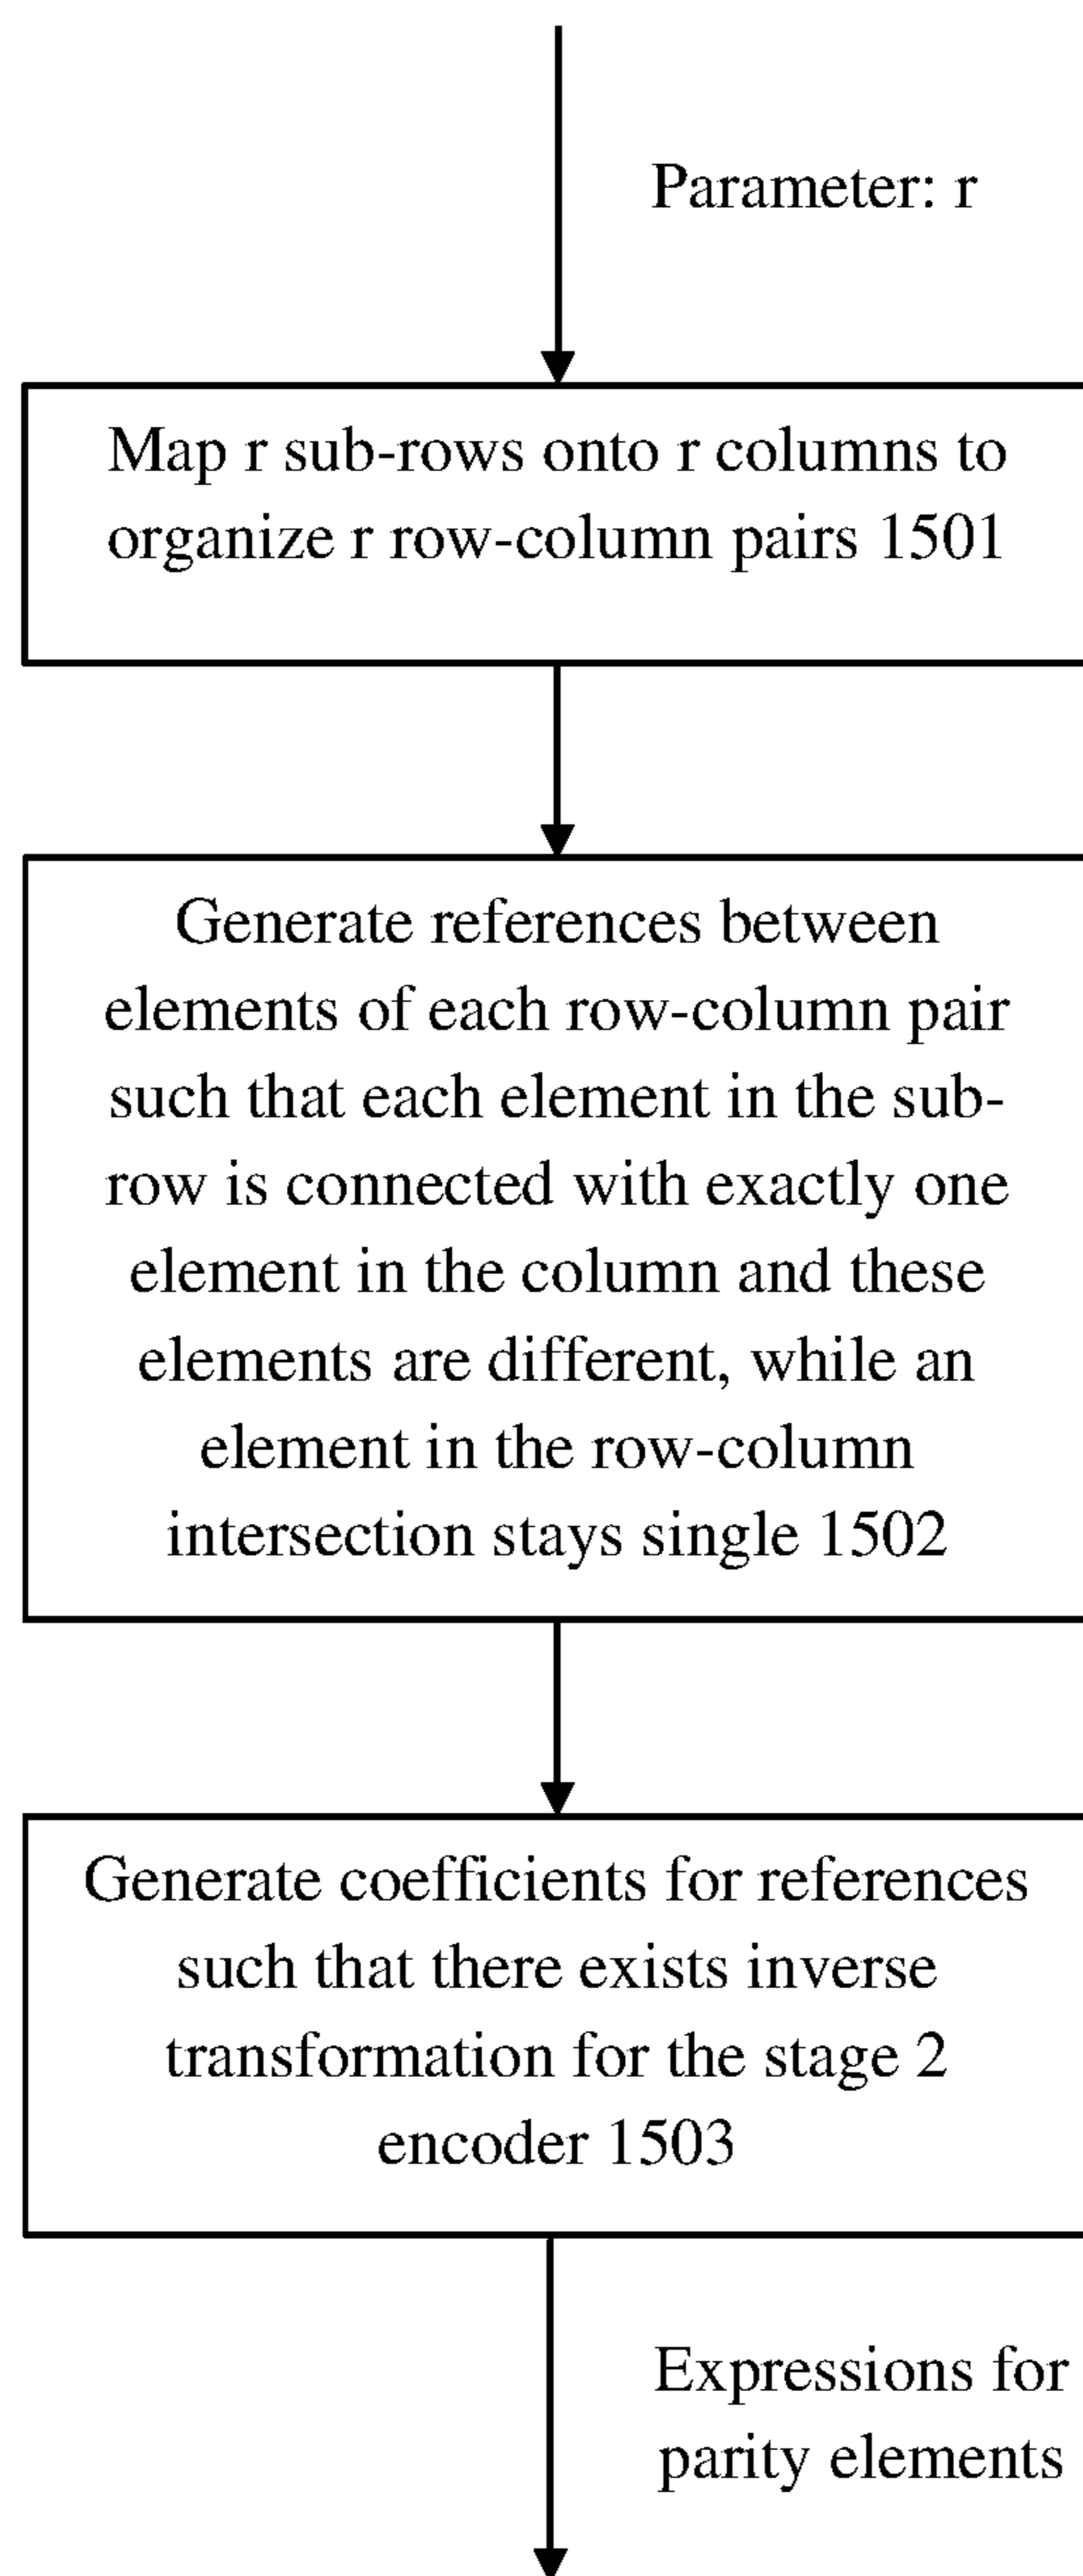 Parameter: r
Map r sub-rows onto r columns to
organize r row-column pairs 1501
Generate references between
elements of each row-column pair
such that each element in the sub-
row is connected with exactly one
element in the column and these
elements are different, while an
element in the row-column
intersection stays single 1502
Generate coefficients for references
such that there exists inverse
transformation for the stage 2
encoder 1503
Expressions for
parity elements